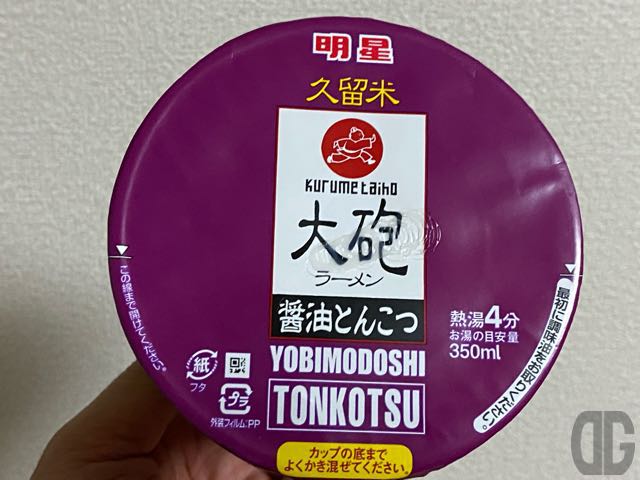 明星
久留米
kurume taiho
大砲
ラーメン
醤油とんこつ
YOBIMODOSHI
TONKOTSU
熱湯4分
お湯の目安量
350ml
この線まで開けてください。
最初に調味油をお取りください。
紙
フタ
プラ
外装フィルム:PP
カップの底まで
よくかき混ぜてください。
DG